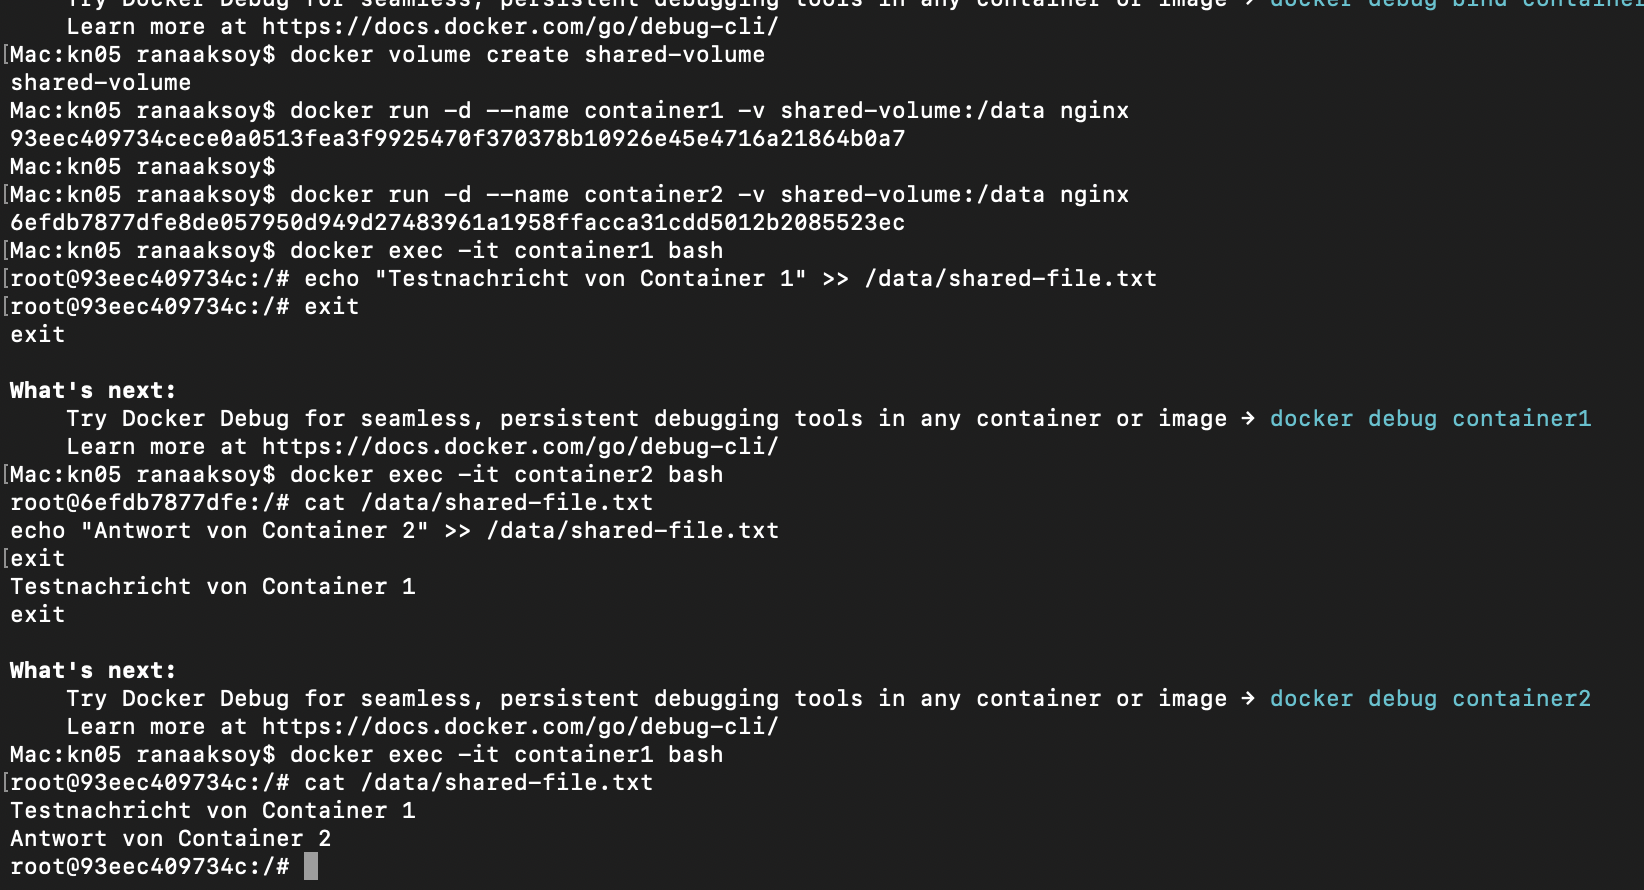 Try Docker Debug for seamless, persistent debugging tools in any container or image → docker debug bind container
Learn more at https://docs.docker.com/go/debug-cli/
[Mac:kn05 ranaaksoy$ docker volume create shared-volume
shared-volume
Mac:kn05 ranaaksoy$ docker run -d --name container1 -v shared-volume:/data nginx
93eec409734cece0a0513fea3f9925470f370378b10926e45e4716a21864b0a7
Mac:kn05 ranaaksoy$
[Mac:kn05 ranaaksoy$ docker run -d --name container2 -v shared-volume:/data nginx
6efdb7877dfe8de057950d949d27483961a1958ffacca31cdd5012b2085523ec
[Mac:kn05 ranaaksoy$ docker exec -it container1 bash
[root@93eec409734c:/# echo "Testnachricht von Container 1" >> /data/shared-file.txt
[root@93eec409734c:/# exit
exit
What's next:
Try Docker Debug for seamless, persistent debugging tools in any container or image → docker debug container1
Learn more at https://docs.docker.com/go/debug-cli/
[Mac:kn05 ranaaksoy$ docker exec -it container2 bash
root@6efdb7877dfe:/# cat /data/shared-file.txt
echo "Antwort von Container 2" >> /data/shared-file.txt
[exit
Testnachricht von Container 1
exit
What's next:
Try Docker Debug for seamless, persistent debugging tools in any container or image → docker debug container2
Learn more at https://docs.docker.com/go/debug-cli/
Mac:kn05 ranaaksoy$ docker exec -it container1 bash
[root@93eec409734c:/# cat /data/shared-file.txt
Testnachricht von Container 1
Antwort von Container 2
root@93eec409734c:/#